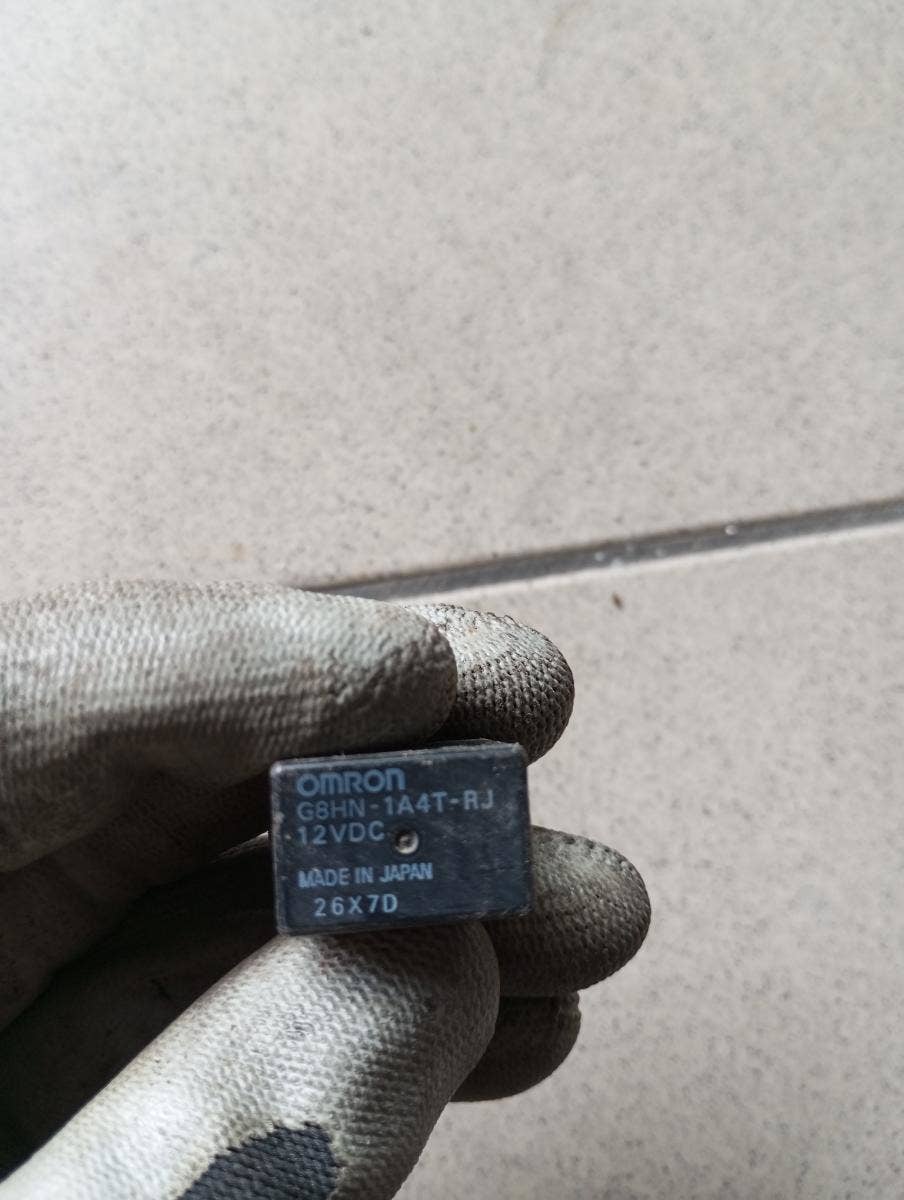 OMRON
G8HN-1A4T-RJ
12VDC
MADE IN JAPAN
26X7D